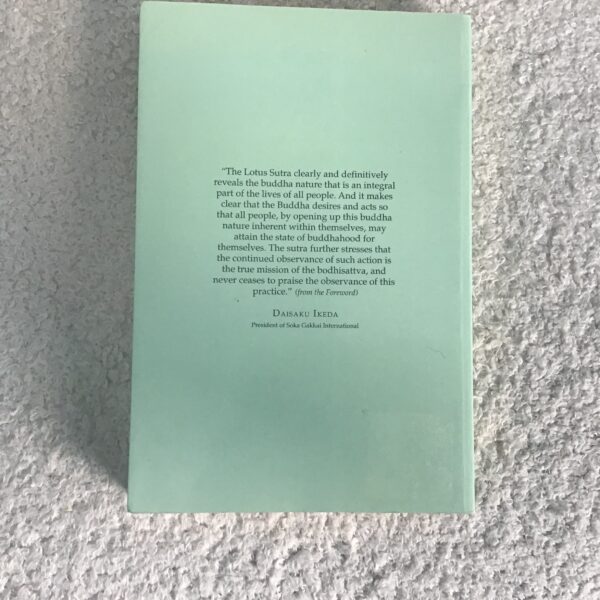 "The Lotus Sutra clearly and definitively
reveals the buddha nature that is an integral
part of the lives of all people. And it makes
clear that the Buddha desires and acts so
that all people, by opening up this buddha
nature inherent within themselves, may
attain the state of buddhahood for
themselves. The sutra further stresses that
the continued observance of such action is
the true mission of the bodhisattva, and
never ceases to praise the observance of this
practice." (from the Foreword)
DAISAKU IKEDA
President of Soka Gakkai International